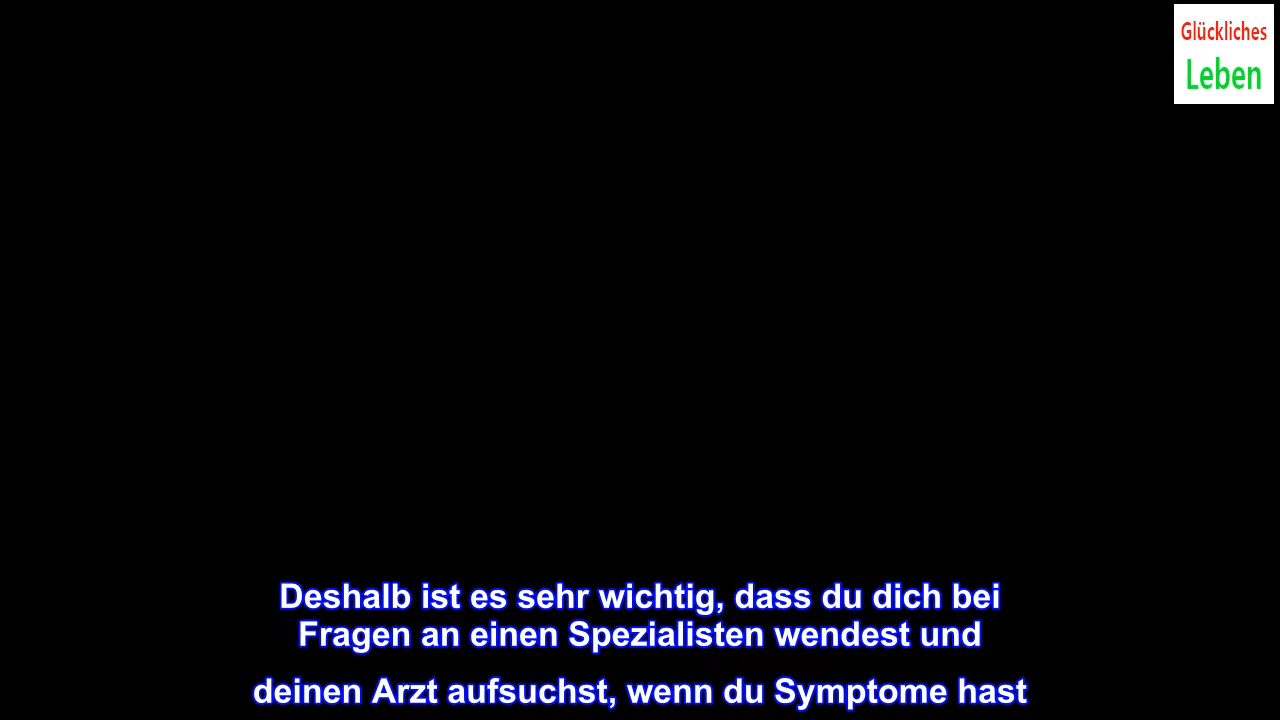 Glückliches
Leben
Deshalb ist es sehr wichtig, dass du dich bei
Fragen an einen Spezialisten wendest und
deinen Arzt aufsuchst, wenn du Symptome hast